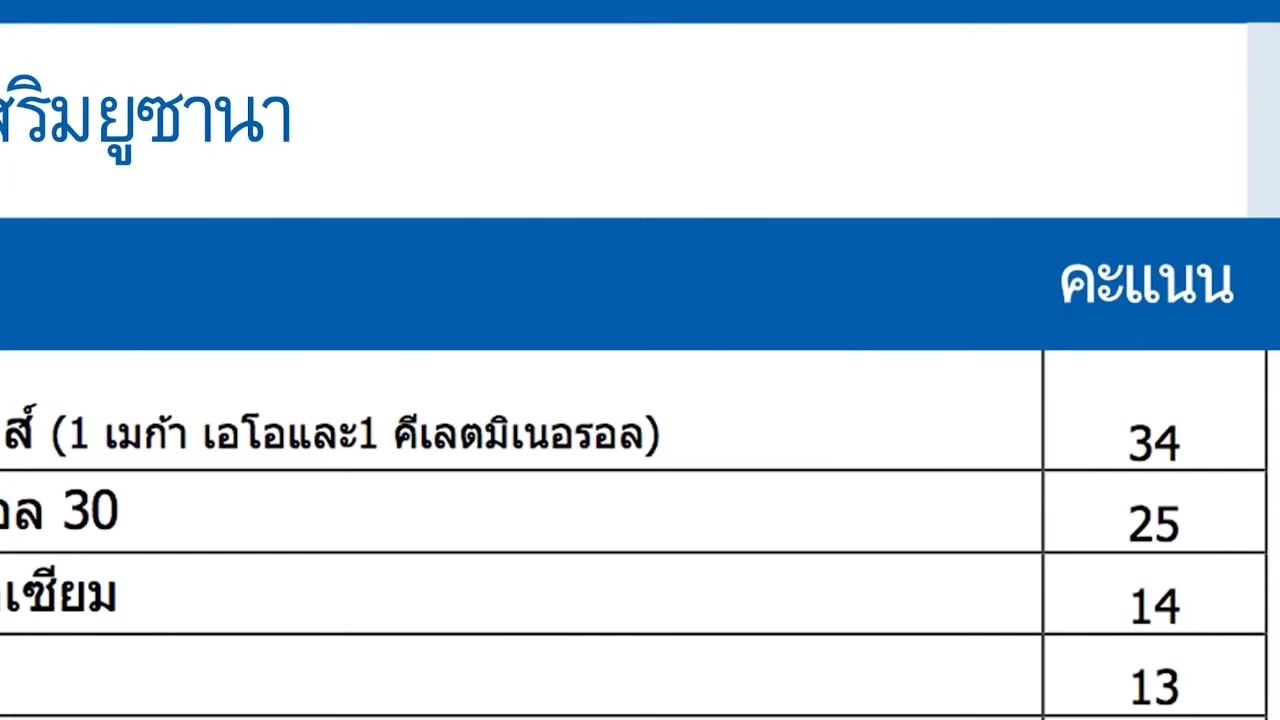 สริมยูซานา
คะแนน
ส์ (1 เมก้า เอโอและ1 คีเลตมิเนอรอล) 34
อล 30 25
เซียม 14
13